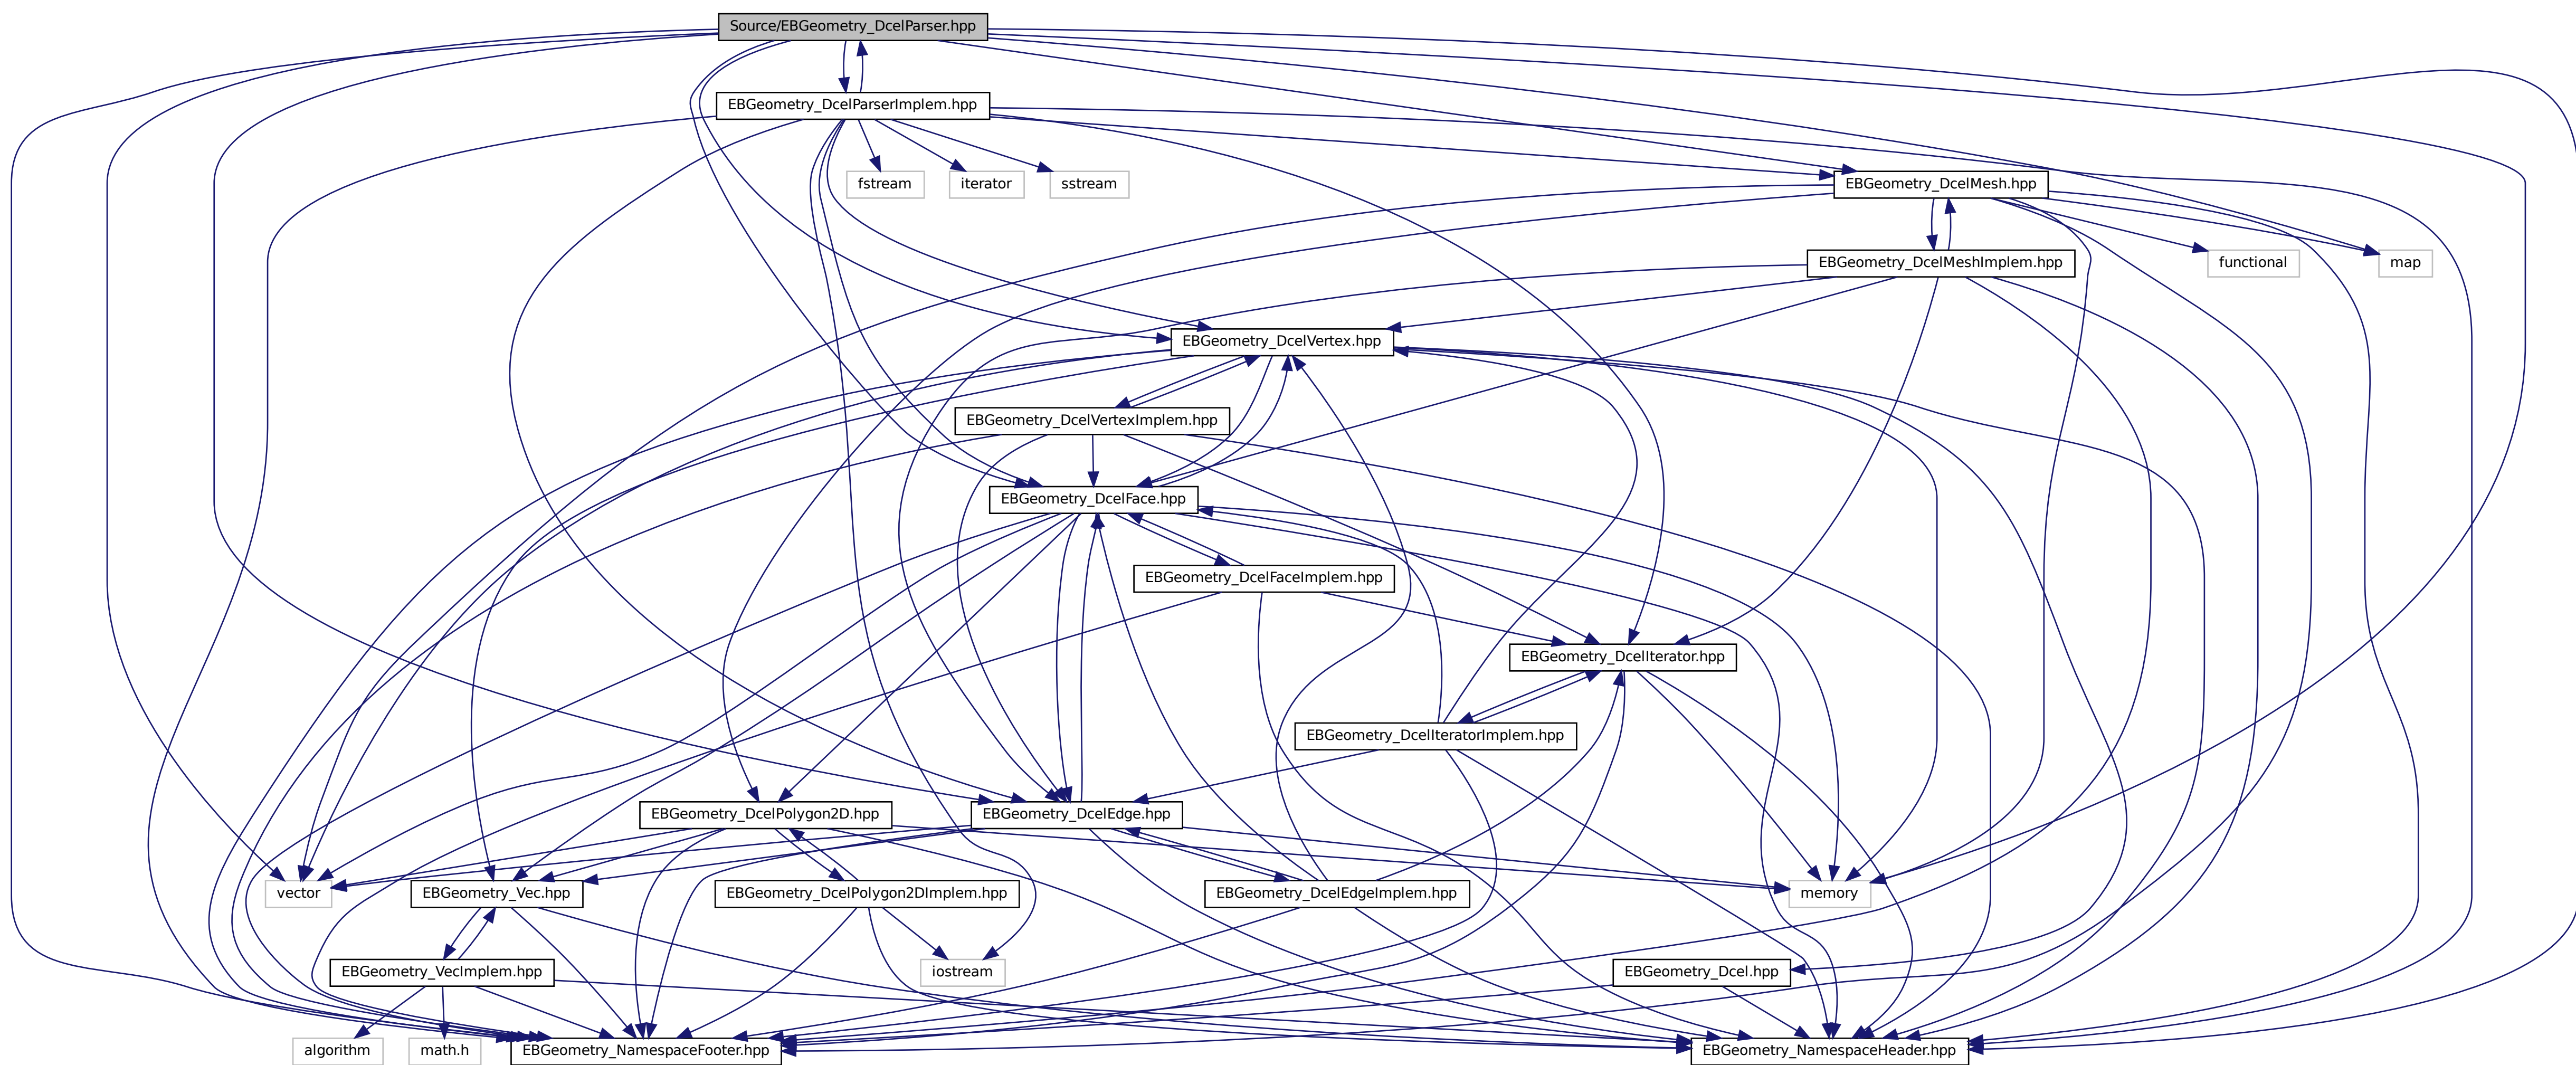 Source/EBGeometry_DcelParser.hpp
EBGeometry_DcelParserImplem.hpp
fstream
iterator
sstream
EBGeometry_DcelMesh.hpp
EBGeometry_DcelMeshImplem.hpp
functional
map
EBGeometry_DcelVertex.hpp
EBGeometry_DcelVertexImplem.hpp
EBGeometry_DcelFace.hpp
EBGeometry_DcelFaceImplem.hpp
EBGeometry_DcelIterator.hpp
EBGeometry_DcelIteratorImplem.hpp
EBGeometry_DcelPolygon2D.hpp
EBGeometry_DcelEdge.hpp
vector
EBGeometry_Vec.hpp
EBGeometry_DcelPolygon2DImplem.hpp
EBGeometry_DcelEdgeImplem.hpp
memory
EBGeometry_VecImplem.hpp
iostream
EBGeometry_Dcel.hpp
algorithm
math.h
EBGeometry_NamespaceFooter.hpp
EBGeometry_NamespaceHeader.hpp